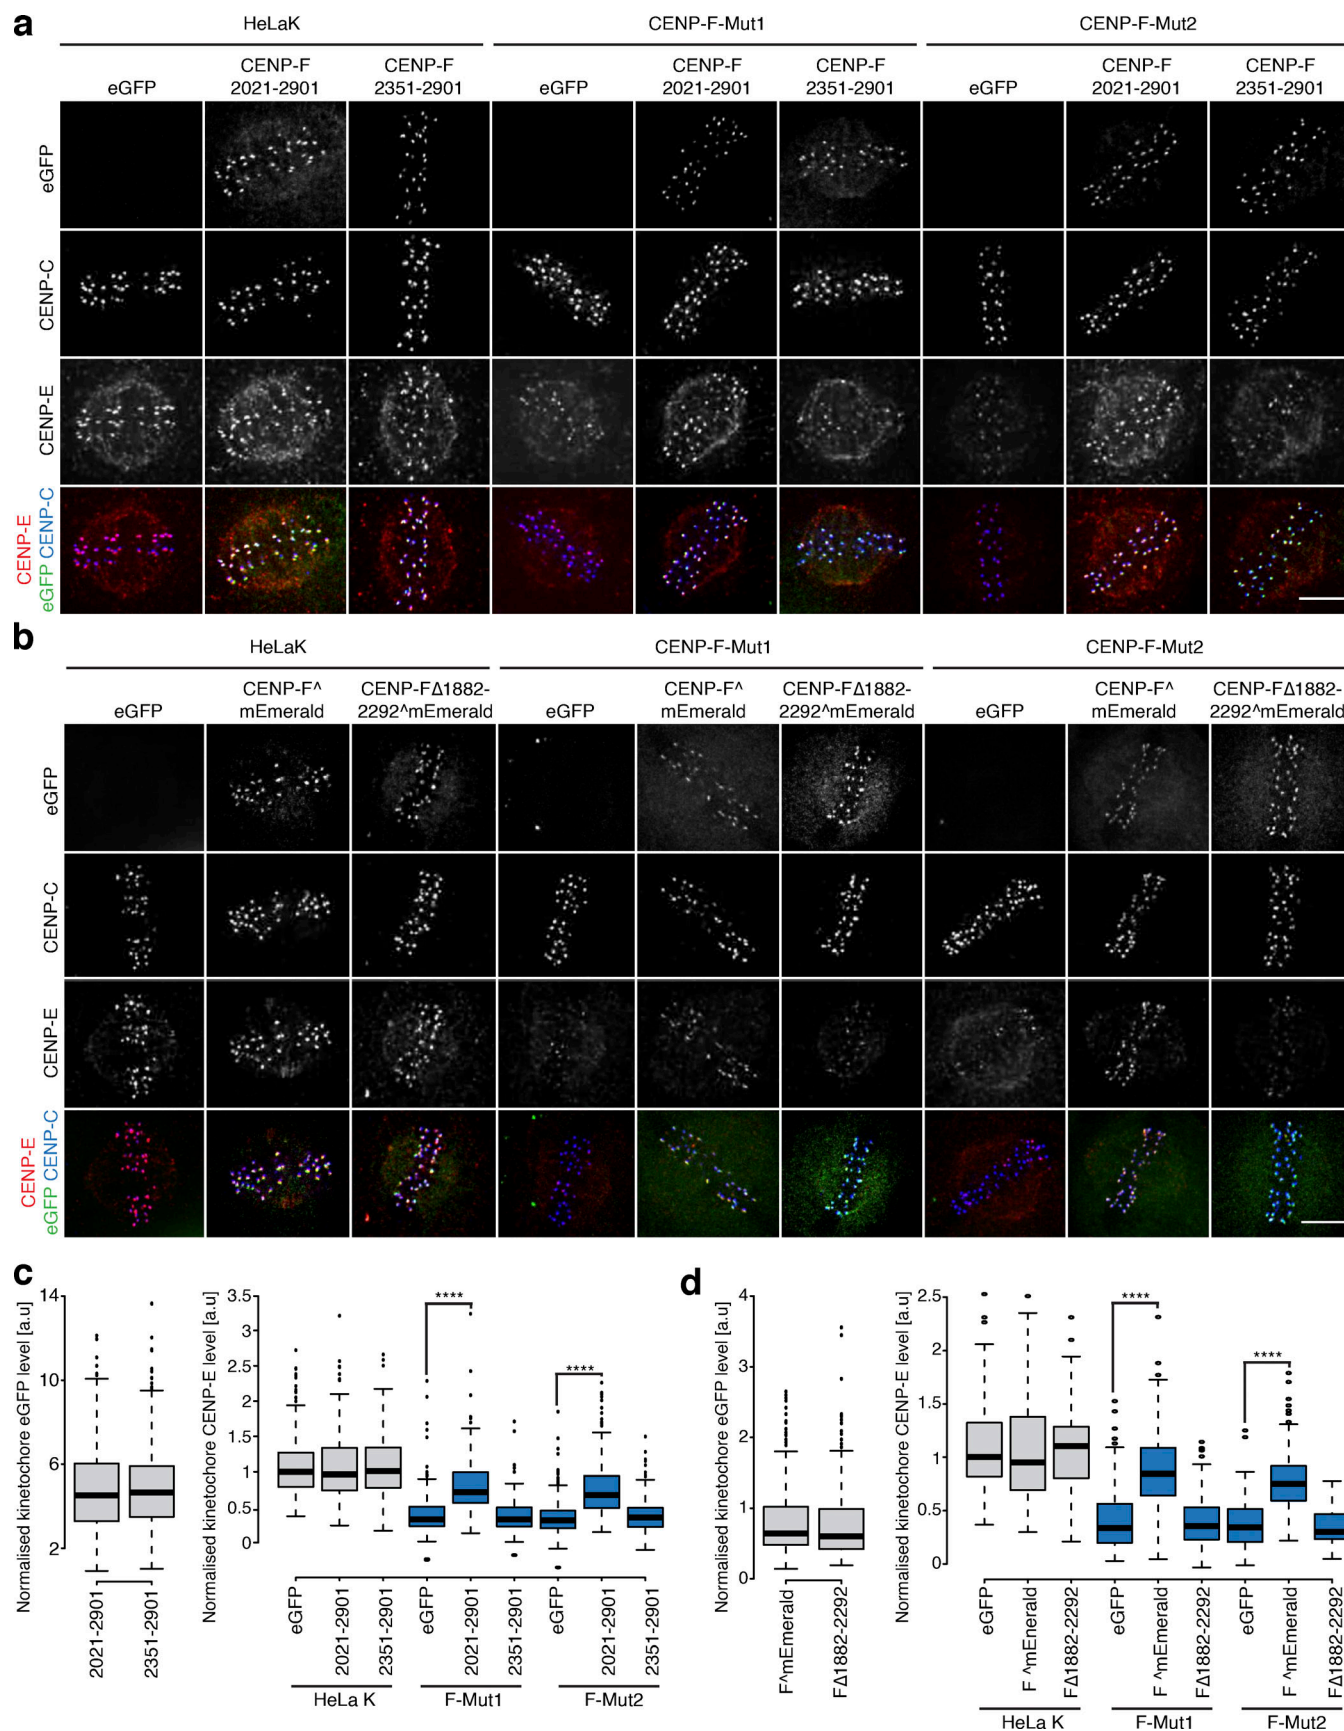 a
HeLaK CENP-F-Mut1 CENP-F-Mut2
eGFP CENP-F 2021-2901 CENP-F 2351-2901 eGFP CENP-F 2021-2901 CENP-F 2351-2901 eGFP CENP-F 2021-2901 CENP-F 2351-2901
eGFP
CENP-C
CENP-E
CENP-E
eGFP CENP-C
b
HeLaK CENP-F-Mut1 CENP-F-Mut2
eGFP CENP-F^ mEmerald CENP-FΔ1882- 2292^mEmerald eGFP CENP-F^ mEmerald CENP-FΔ1882- 2292^mEmerald eGFP CENP-F^ mEmerald CENP-FΔ1882- 2292^mEmerald
eGFP
CENP-C
CENP-E
CENP-E
eGFP CENP-C
c
Normalised kinetochore eGFP level [a.u]
14
10
6
2
2021-2901
2351-2901
Normalised kinetochore CENP-E level [a.u]
3.5
3
2.5
2
1.5
1
0.5
0
****
****
eGFP
2021-2901
2351-2901
eGFP
2021-2901
2351-2901
eGFP
2021-2901
2351-2901
HeLa K F-Mut1 F-Mut2
d
Normalised kinetochore eGFP level [a.u]
4
3
2
1
0
F^mEmerald
FΔ1882-2292
Normalised kinetochore CENP-E level [a.u]
2.5
2
1.5
1
0.5
0
****
****
eGFP
F ^mEnerald
FΔ1882-2292
eGFP
F ^mEmerald
FΔ1882-2292
eGFP
F ^mEmerald
FΔ1882-2292
HeLa K F-Mut1 F-Mut2